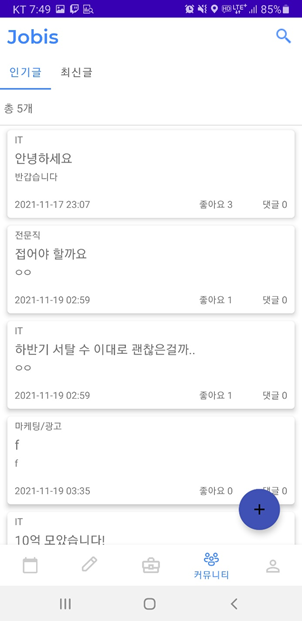 KT 7:49
LTE+
85%
Jobis
인기글 최신글
총 5개
IT
안녕하세요
반갑습니다
2021-11-17 23:07 좋아요 3 댓글 0
전문직
접어야 할까요
ㅇㅇ
2021-11-19 02:59 좋아요 1 댓글 0
IT
하반기 서탈 수 이대로 괜찮은걸까..
ㅇㅇ
2021-11-19 02:59 좋아요 1 댓글 0
마케팅/광고
f
f
2021-11-19 03:35 좋아요 0 댓글 0
+
IT
10억 모았습니다!
커뮤니티